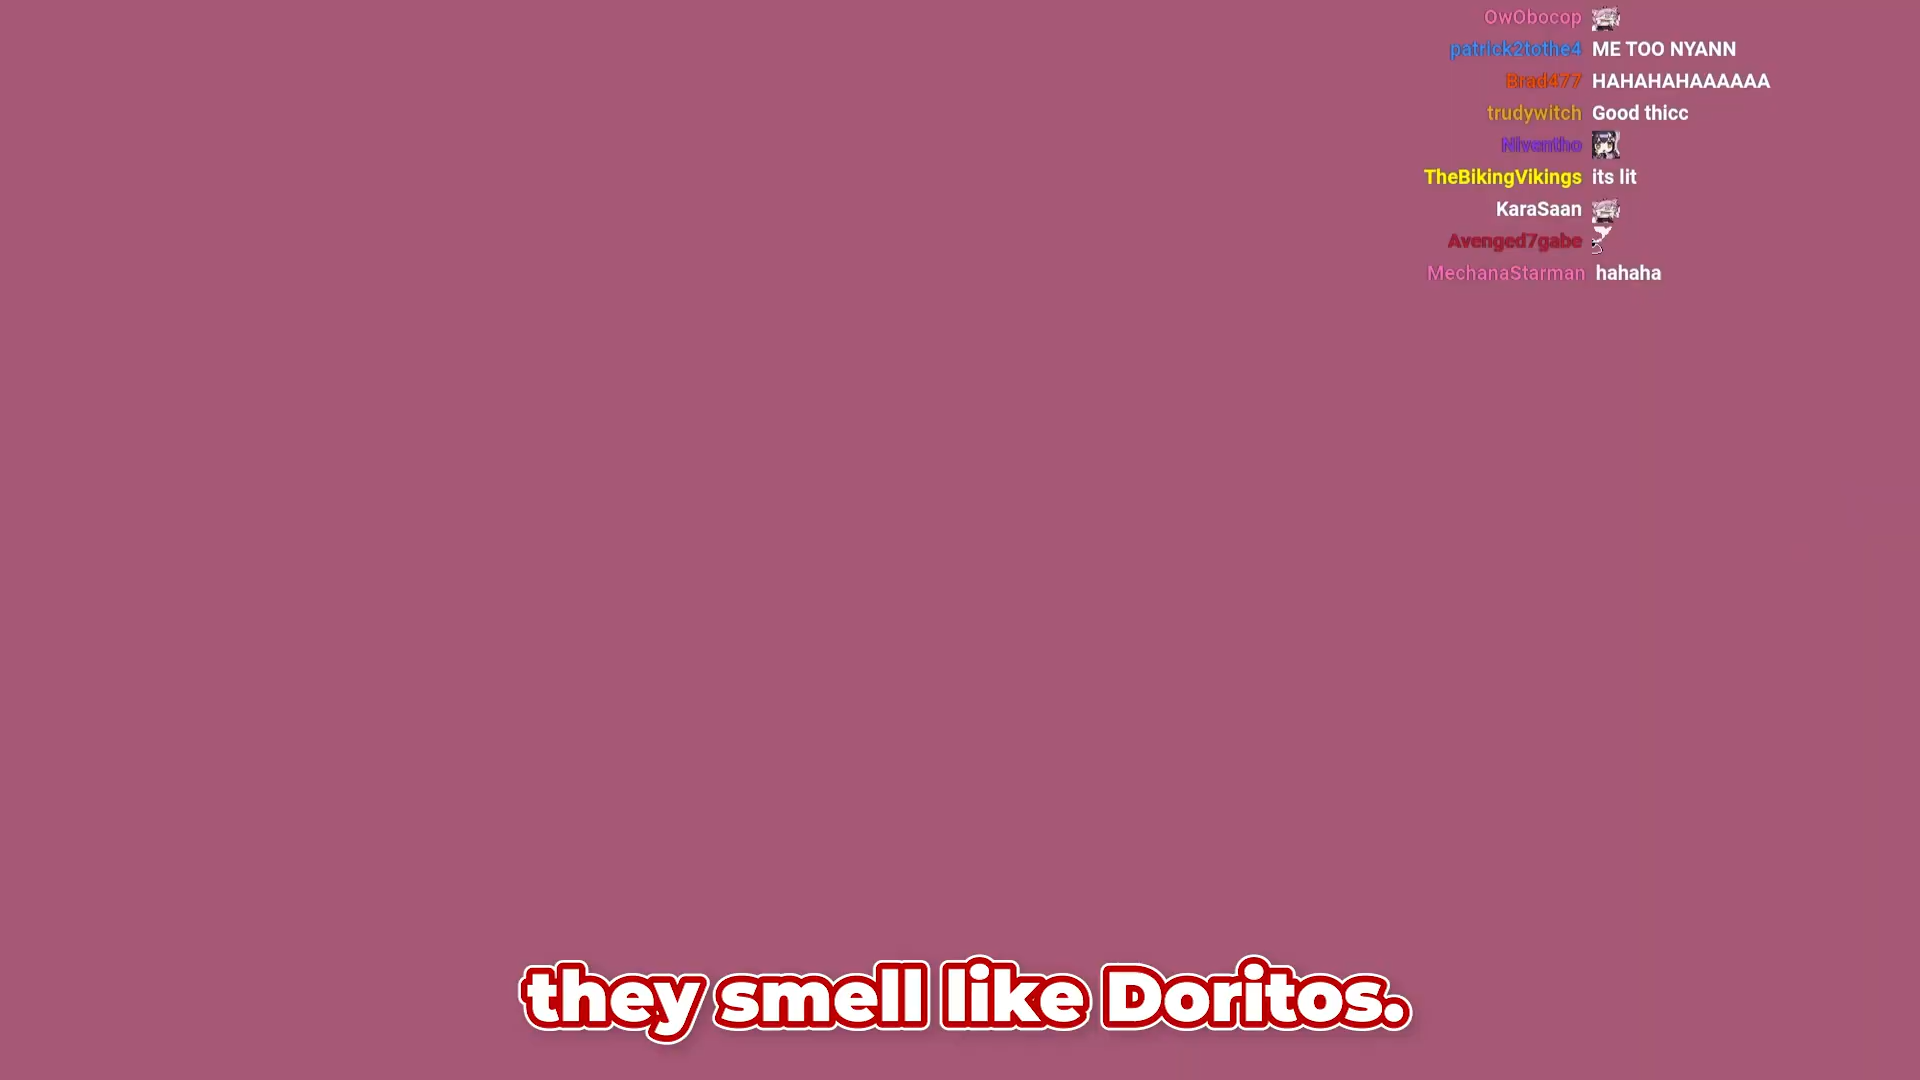 OwObocop
patrick2tothe4 ME TOO NYANN
Brad477 HAHAHAHAAAAAA
trudywitch Good thicc
Niventho
TheBikingVikings its lit
KaraSaan
Avenged7gabe
MechanaStarman hahaha
they smell like Doritos.